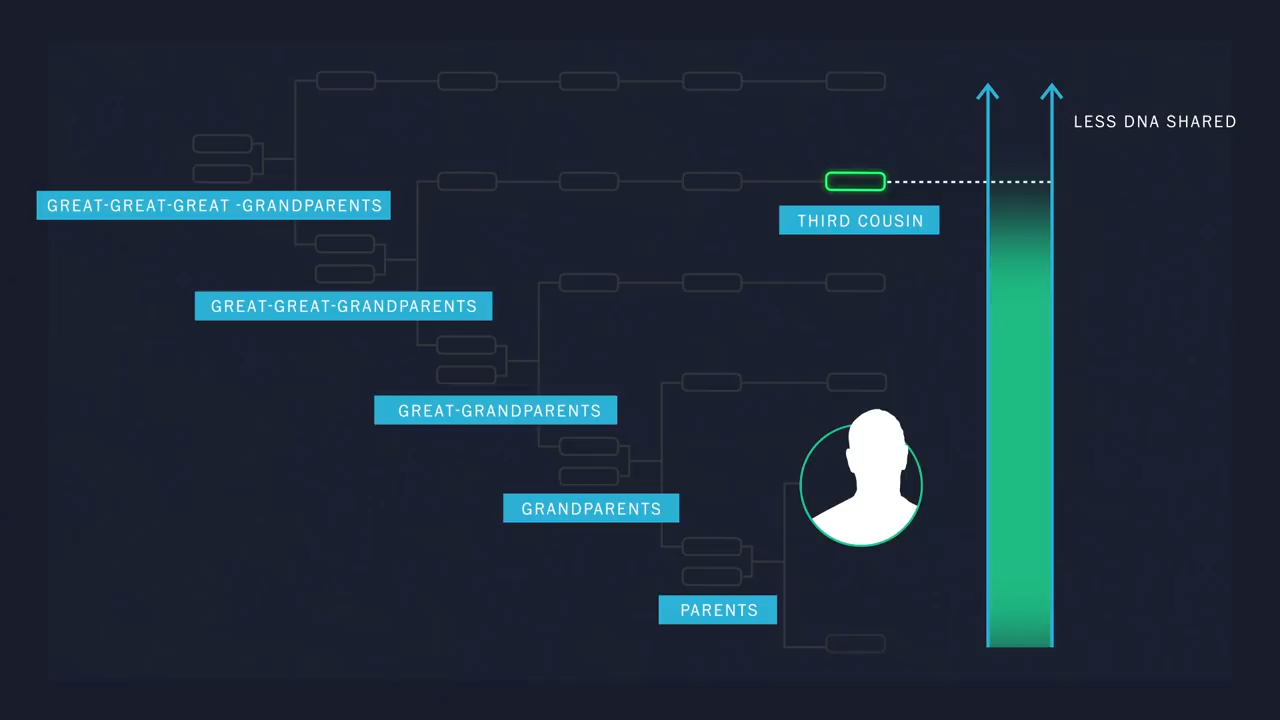 LESS DNA SHARED
GREAT-GREAT-GREAT -GRANDPARENTS
THIRD COUSIN
GREAT-GREAT-GRANDPARENTS
GREAT-GRANDPARENTS
GRANDPARENTS
PARENTS